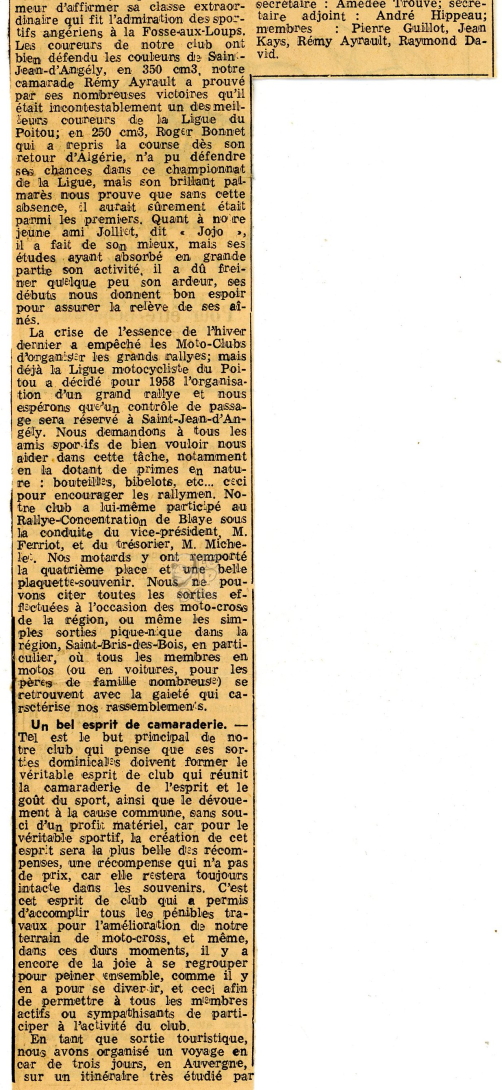 meur d'affirmer sa classe extraor-
dinaire qui fit l'admiration des spor-
tifs angériens à la Fosse-aux-Loups.
Les coureurs de notre club ont
bien défendu les couleurs de Saint-
Jean-d'Angély, en 350 cm3, notre
camarade Rémy Ayrault a prouvé
par ses nombreuses victoires qu'il
était incontestablement un des meil-
leurs coureurs de la Ligue du
Poitou; en 250 cm3, Roger Bonnet
qui a repris la course dès son
retour d'Algérie, n'a pu défendre
ses chances dans ce championnat
de la Ligue, mais son brillant pal-
marès nous prouve que sans cette
absence, il aurait sûrement était
parmi les premiers. Quant à notre
jeune ami Jolliet, dit « Jojo »,
il a fait de son mieux, mais ses
études ayant absorbé en grande
partie son activité, il a dû frei-
ner quelque peu son ardeur, ses
débuts nous donnent bon espoir
pour assurer la relève de ses aî-
nés.
La crise de l'essence de l'hiver
dernier a empêché les Moto-Clubs
d'organiser les grands rallyes; mais
déjà la Ligue motocycliste du Poi-
tou a décidé pour 1958 l'organisa-
tion d'un grand rallye et nous
espérons qu'un contrôle de passa-
ge sera réservé à Saint-Jean-d'An-
gély. Nous demandons à tous les
amis sportifs de bien vouloir nous
aider dans cette tâche, notamment
en la dotant de primes en natu-
re : bouteilles, bibelots, etc... ceci
pour encourager les rallymen. No-
tre club a lui-même participé au
Rallye-Concentration de Blaye sous
la conduite du vice-président, M.
Ferriot, et du trésorier, M. Miche-
let. Nos motards y ont remporté
la quatrième place et une belle
plaquette-souvenir. Nous ne pou-
vons citer toutes les sorties ef-
fectuées à l'occasion des moto-cross
de la région, ou même les sim-
ples sorties pique-nique dans la
région, Saint-Bris-des-Bois, en parti-
culier, où tous les membres en
motos (ou en voitures, pour les
pères de famille nombreuse) se
retrouvent avec la gaieté qui ca-
rsctérise nos rassemblements.
Un bel esprit de camaraderie. —
Tel est le but principal de no-
tre club qui pense que ses sor-
ties dominicales doivent former le
véritable esprit de club qui réunit
la camaraderie de l'esprit et le
goût du sport, ainsi que le dévoue-
ment à la cause commune, sans sou-
ci d'un profit matériel, car pour le
véritable sportif, la création de cet
esprit sera la plus belle des récom-
penses, une récompense qui n'a pas
de prix, car elle restera toujours
intacte dans les souvenirs. C'est
cet esprit de club qui a permis
d'accomplir tous les pénibles tra-
vaux pour l'amélioration de notre
terrain de moto-cross, et même,
dans ces durs moments, il y a
encore de la joie à se regrouper
pour peiner ensemble, comme il y
en a pour se divertir, et ceci afin
de permettre à tous les membres
actifs ou sympathisants de parti-
ciper à l'activité du club.
En tant que sortie touristique,
nous avons organisé un voyage en
car de trois jours, en Auvergne,
sur un itinéraire très étudié par
secrétaire : Amédée Trouvé; secré-
taire adjoint : André Hippeau;
membres : Pierre Guillot, Jean
Kays, Rémy Ayrault, Raymond Da-
vid.